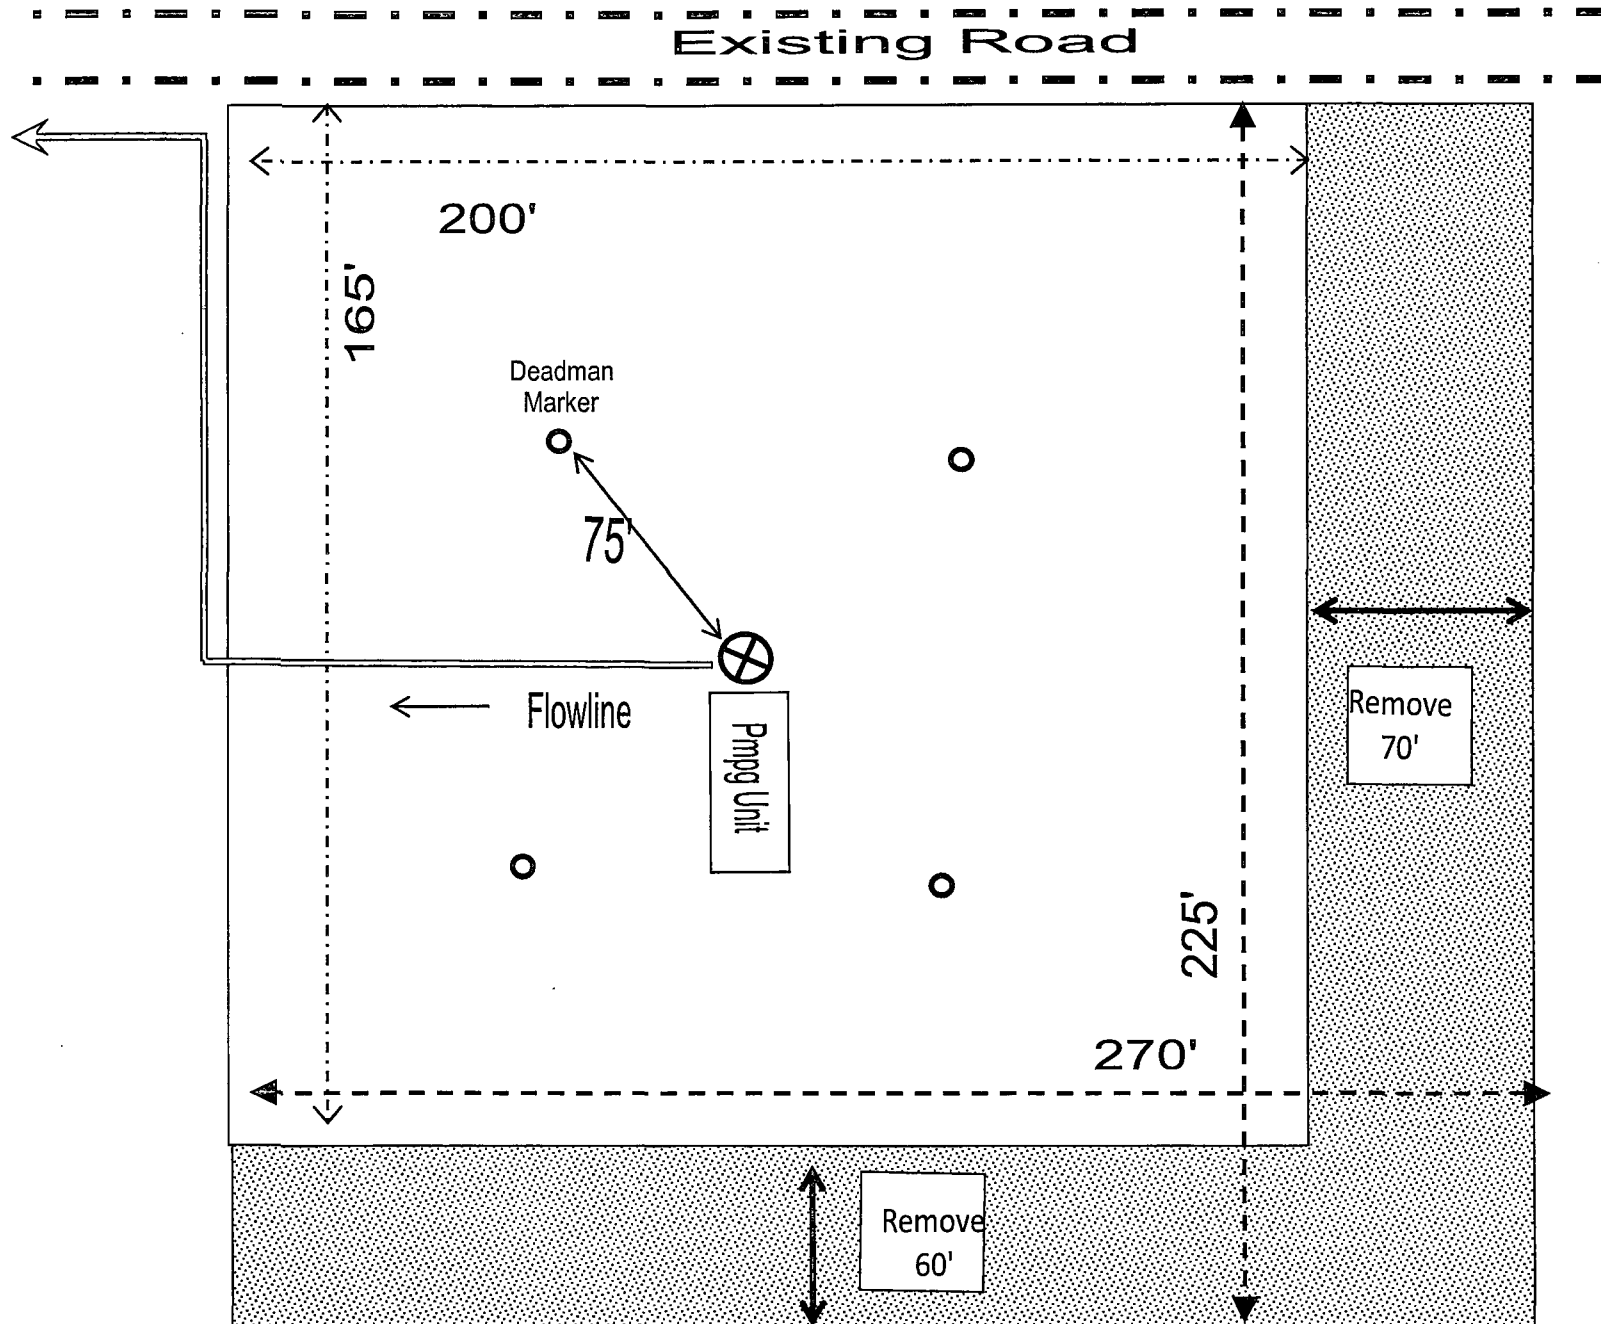 Existing Road
200'
165'
Deadman
Marker
75'
Flowline
Pmpg Unit
Remove
70'
225'
270'
Remove
60'